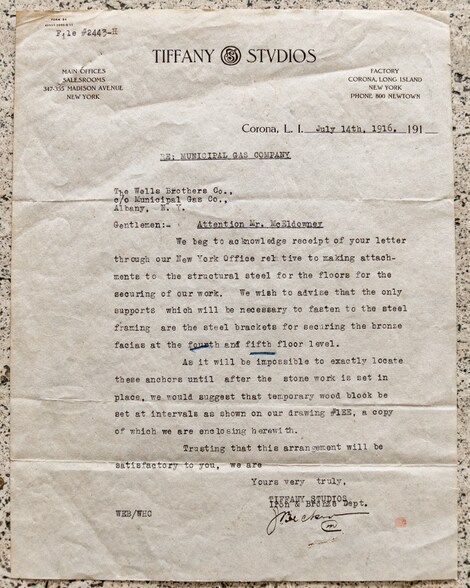 FORM 87
File #2443-H
TIFFANY STVDIOS
MAIN OFFICES
SALESROOMS
347-355 MADISON AVENUE
NEW YORK
FACTORY
CORONA, LONG ISLAND
NEW YORK
PHONE 800 NEWTOWN
Corona, L. I. July 14th, 1916. 191
RE: MUNICIPAL GAS COMPANY
The Wells Brothers Co.,
c/o Municipal Gas Co.,
Albany, N. Y.
Gentlemen:- Attention Mr. McEldowney
We beg to acknowledge receipt of your letter
through our New York Office relative to making attach-
ments to the structural steel for the floors for the
securing of our work. We wish to advise that the only
supports which will be necessary to fasten to the steel
framing are the steel brackets for securing the bronze
facias at the fourth and fifth floor level.
As it will be impossible to exactly locate
these anchors until after the stone work is set in
place, we would suggest that temporary wood block be
set at intervals as shown on our drawing #1EE, a copy
of which we are enclosing herewith.
Trusting that this arrangement will be
satisfactory to you, we are
Yours very truly,
TIFFANY STUDIOS
Iron & Bronze Dept.
WEB/WHC